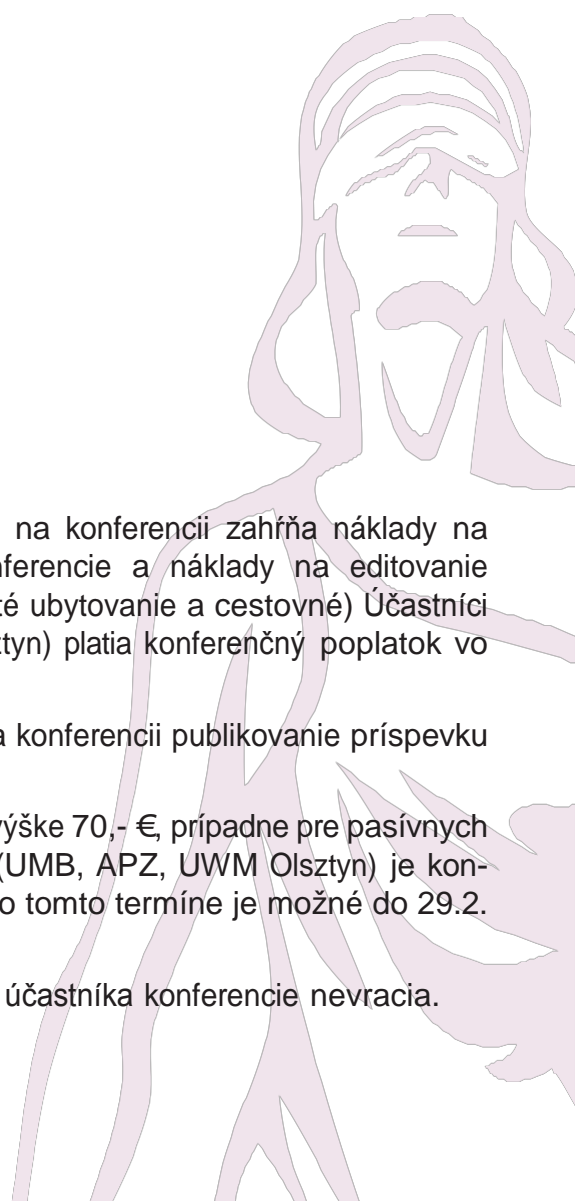 na konferencii zahŕňa náklady na
nferencie a náklady na editovanie
té ubytovanie a cestovné) Účastníci
ztyn) platia konferenčný poplatok vo
a konferencii publikovanie príspevku
výške 70,- €, prípadne pre pasívnych
(UMB, APZ, UWM Olsztyn) je kon-
o tomto termíne je možné do 29.2.
účastníka konferencie nevracia.